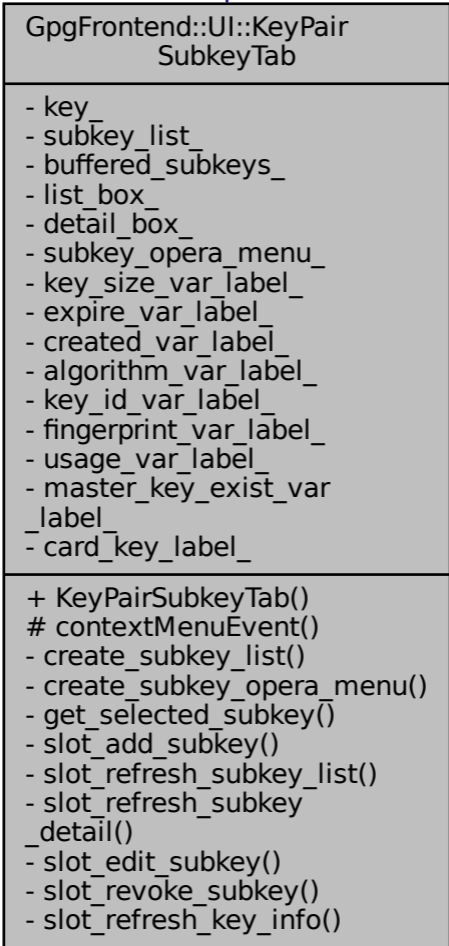 GpgFrontend::UI::KeyPair
SubkeyTab
- key_
- subkey_list_
- buffered_subkeys_
- list_box_
- detail_box_
- subkey_opera_menu_
- key_size_var_label_
- expire_var_label_
- created_var_label_
- algorithm_var_label_
- key_id_var_label_
- fingerprint_var_label_
- usage_var_label_
- master_key_exist_var
_label_
- card_key_label_
+ KeyPairSubkeyTab()
# contextMenuEvent()
- create_subkey_list()
- create_subkey_opera_menu()
- get_selected_subkey()
- slot_add_subkey()
- slot_refresh_subkey_list()
- slot_refresh_subkey
_detail()
- slot_edit_subkey()
- slot_revoke_subkey()
- slot_refresh_key_info()